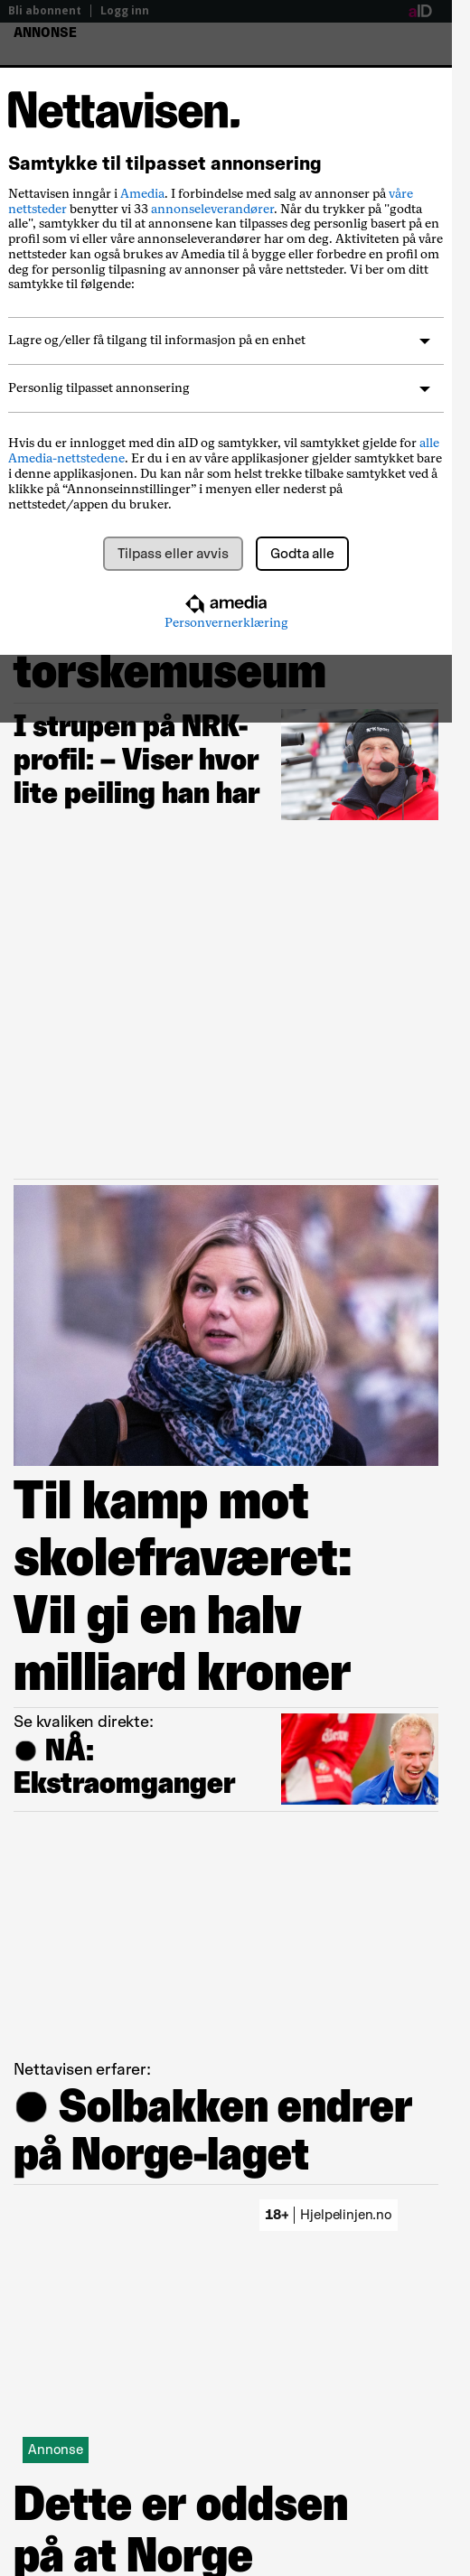 Bli abonnent | Logg inn aID
ANNONSE
Nettavisen.
Samtykke til tilpasset annonsering
Nettavisen inngår i Amedia. I forbindelse med salg av annonser på våre
nettsteder benytter vi 33 annonseleverandører. Når du trykker på "godta
alle", samtykker du til at annonsene kan tilpasses deg personlig basert på en
profil som vi eller våre annonseleverandører har om deg. Aktiviteten på våre
nettsteder kan også brukes av Amedia til å bygge eller forbedre en profil om
deg for personlig tilpasning av annonser på våre nettsteder. Vi ber om ditt
samtykke til følgende:
Lagre og/eller få tilgang til informasjon på en enhet
Personlig tilpasset annonsering
Hvis du er innlogget med din aID og samtykker, vil samtykket gjelde for alle
Amedia-nettstedene. Er du i en av våre applikasjoner gjelder samtykket bare
i denne applikasjonen. Du kan når som helst trekke tilbake samtykket ved å
klikke på “Annonseinnstillinger” i menyen eller nederst på
nettstedet/appen du bruker.
Tilpass eller avvis Godta alle
amedia
Personvernerklæring
torskemuseum
I strupen på NRK-
profil: – Viser hvor
lite peiling han har
Til kamp mot
skolefraværet:
Vil gi en halv
milliard kroner
Se kvaliken direkte:
NÅ:
Ekstraomganger
Nettavisen erfarer:
Solbakken endrer
på Norge-laget
18+ | Hjelpelinjen.no
Annonse
Dette er oddsen
på at Norge